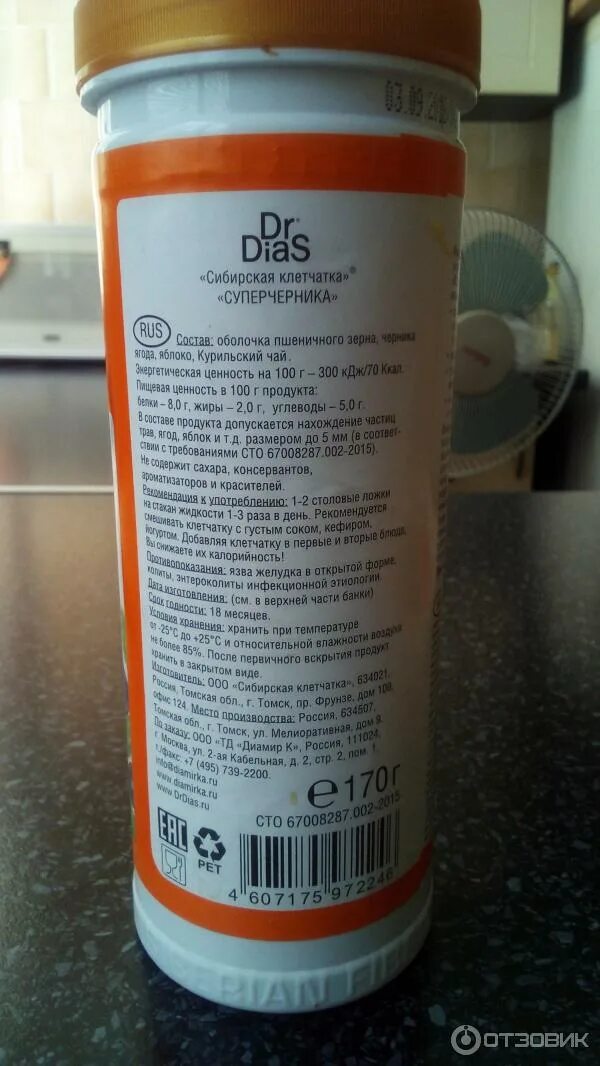 03.09.
Dr
DiaS
«Сибирская клетчатка»®
«СУПЕРЧЕРНИКА»
RUS Состав: оболочка пшеничного зерна, черника
ягода, яблоко, Курильский чай.
Энергетическая ценность на 100 г – 300 кДж/70 Ккал.
Пищевая ценность в 100 г продукта:
белки – 8,0 г, жиры – 2,0 г, углеводы – 5,0 г.
В составе продукта допускается нахождение частиц
трав, ягод, яблок и т.д. размером до 5 мм (в соответ-
ствии с требованиями СТО 67008287.002-2015).
Не содержит сахара, консервантов,
ароматизаторов и красителей.
Рекомендация к употреблению: 1-2 столовые ложки
на стакан жидкости 1-3 раза в день. Рекомендуется
смешивать клетчатку с густым соком, кефиром,
йогуртом. Добавляя клетчатку в первые и вторые блюда,
Вы снижаете их калорийность!
Противопоказания: язва желудка в открытой форме,
колиты, энтероколиты инфекционной этиологии.
Дата изготовления: (см. в верхней части банки)
Срок годности: 18 месяцев.
Условия хранения: хранить при температуре
от -25°С до +25°С и относительной влажности воздуха
не более 85%. После первичного вскрытия продукт
хранить в закрытом виде.
Изготовитель: ООО «Сибирская клетчатка», 634021,
Россия, Томская обл., г. Томск, пр. Фрунзе, дом 109,
офис 124. Место производства: Россия, 634507,
Томская обл., г. Томск, ул. Мелиоративная, дом 9.
По заказу: ООО «ТД «Диамир К», Россия, 111024,
г. Москва, ул. 2-ая Кабельная, д. 2, стр. 2, пом. 1.
т./факс: +7 (495) 739-2200.
info@diamirka.ru
www.diamirka.ru
www.DrDias.ru
℮170 г
СТО 67008287.002-2015
EAC
PET
4 607175 972246
SIBERIAN FI
ОТЗОВИК